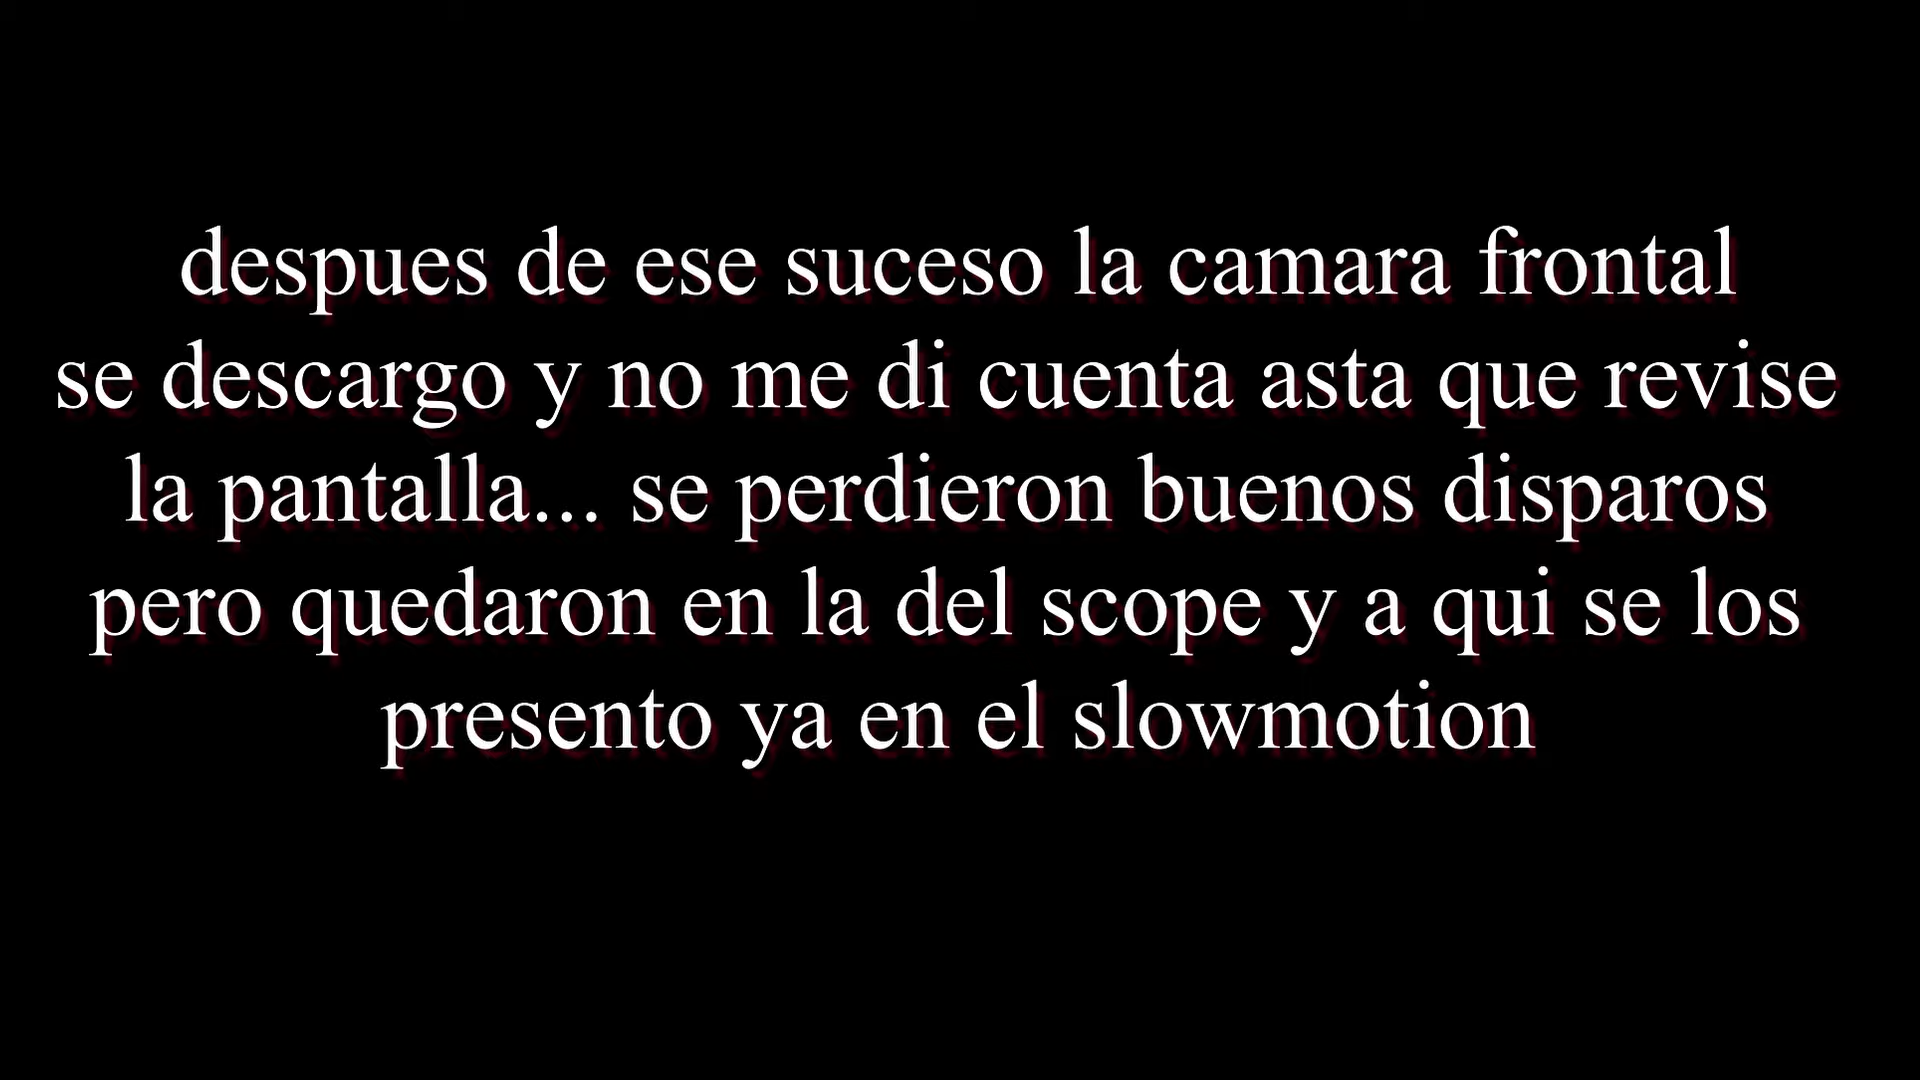 despues de ese suceso la camara frontal
se descargo y no me di cuenta asta que revise
la pantalla... se perdieron buenos disparos
pero quedaron en la del scope y a qui se los
presento ya en el slowmotion